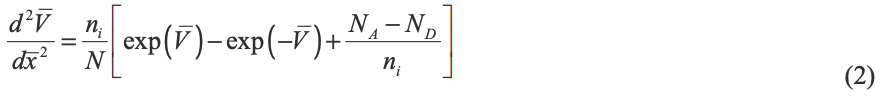 d²V̅/dx̅² = nᵢ/N [ exp(V̅) − exp(−V̅) + (N_A − N_D)/nᵢ ] (2)